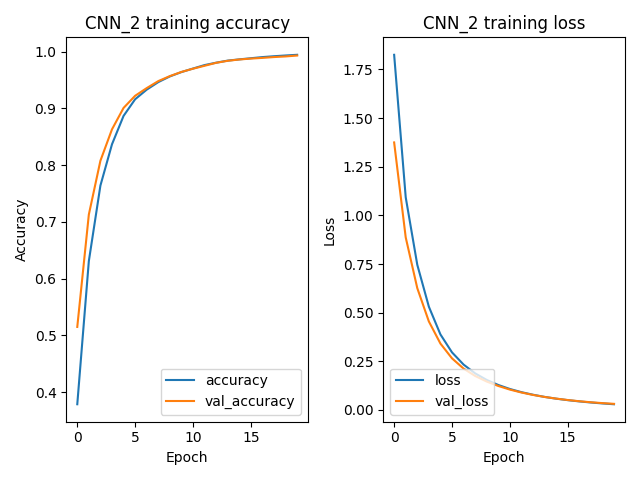 CNN_2 training accuracy
1.0
0.9
0.8
0.7
0.6
0.5
0.4
Accuracy
0 5 10 15
Epoch
accuracy
val_accuracy
CNN_2 training loss
1.75
1.50
1.25
1.00
0.75
0.50
0.25
0.00
Loss
0 5 10 15
Epoch
loss
val_loss